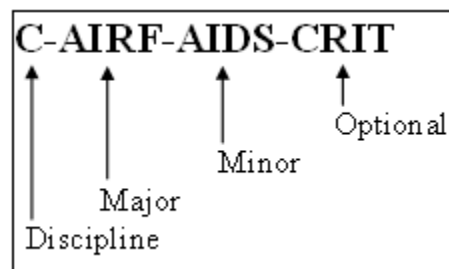 C-AIRF-AIDS-CRIT
Optional
Minor
Major
Discipline